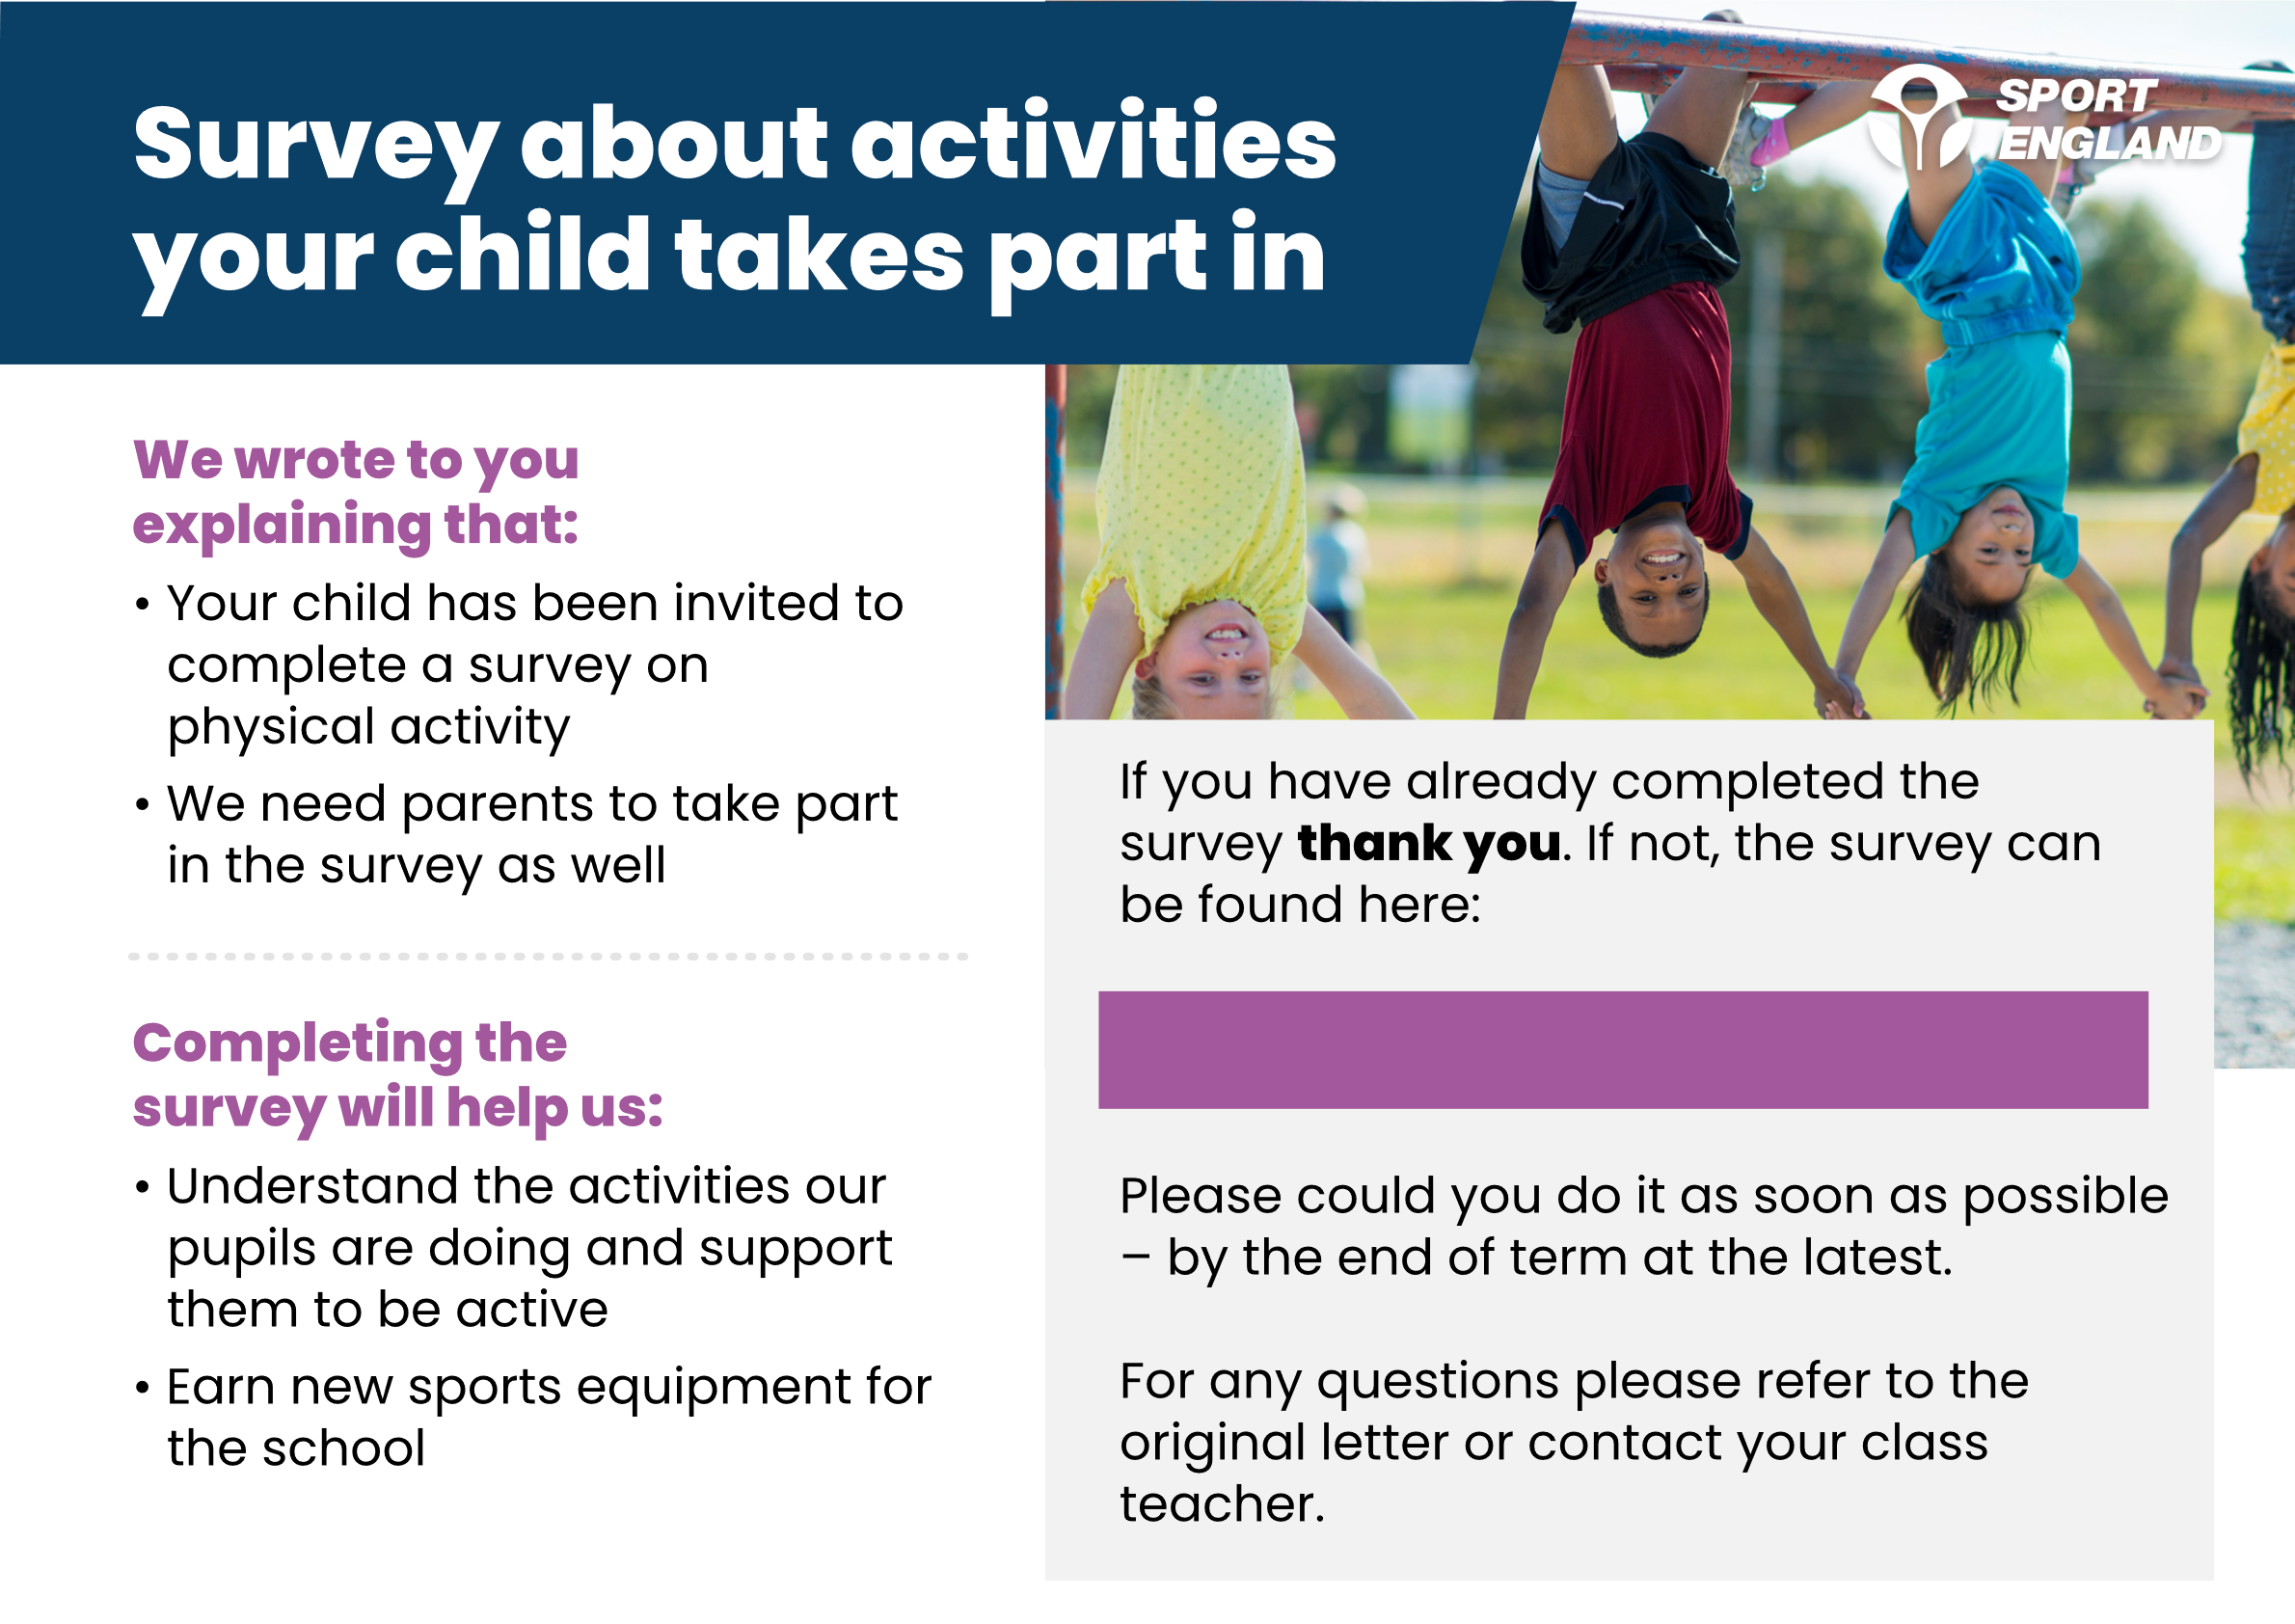 Survey about activities
your child takes part in
SPORT
ENGLAND
We wrote to you
explaining that:
• Your child has been invited to
complete a survey on
physical activity
• We need parents to take part
in the survey as well
Completing the
survey will help us:
• Understand the activities our
pupils are doing and support
them to be active
• Earn new sports equipment for
the school
If you have already completed the
survey thank you. If not, the survey can
be found here:
Please could you do it as soon as possible
– by the end of term at the latest.
For any questions please refer to the
original letter or contact your class
teacher.